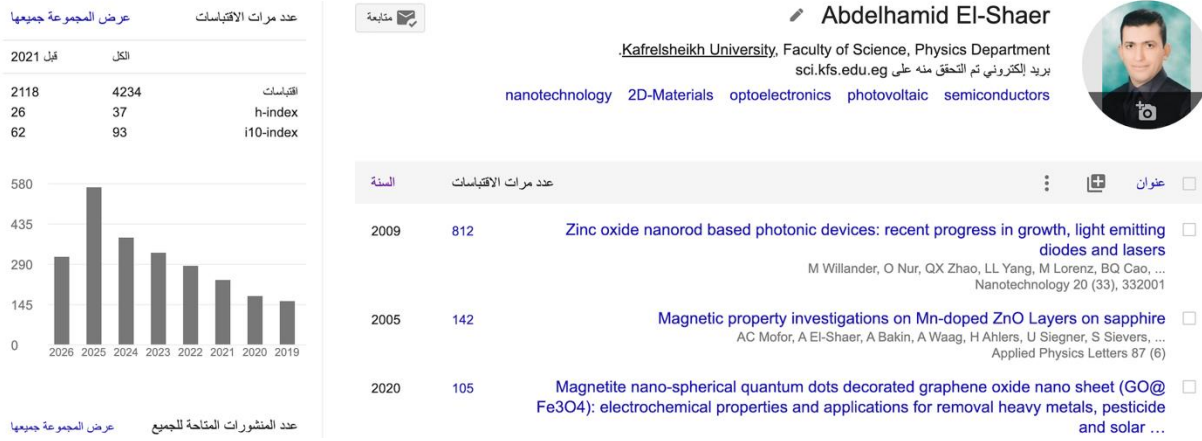 Abdelhamid El-Shaer
متابعة
Kafrelsheikh University, Faculty of Science, Physics Department.
بريد إلكتروني تم التحقق منه على sci.kfs.edu.eg
nanotechnology 2D-Materials optoelectronics photovoltaic semiconductors
عنوان
عدد مرات الاقتباسات
السنة
Zinc oxide nanorod based photonic devices: recent progress in growth, light emitting
diodes and lasers
M Willander, O Nur, QX Zhao, LL Yang, M Lorenz, BQ Cao, ...
Nanotechnology 20 (33), 332001
812
2009
Magnetic property investigations on Mn-doped ZnO Layers on sapphire
AC Mofor, A El-Shaer, A Bakin, A Waag, H Ahlers, U Siegner, S Sievers, ...
Applied Physics Letters 87 (6)
142
2005
Magnetite nano-spherical quantum dots decorated graphene oxide nano sheet (GO@
Fe3O4): electrochemical properties and applications for removal heavy metals, pesticide
and solar …
105
2020
عدد مرات الاقتباسات
عرض المجموعة جميعها
الكل
قبل 2021
اقتباسات 4234 2118
h-index 37 26
i10-index 93 62
580
435
290
145
0
2026 2025 2024 2023 2022 2021 2020 2019
عدد المنشورات المتاحة للجميع
عرض المجموعة جميعها